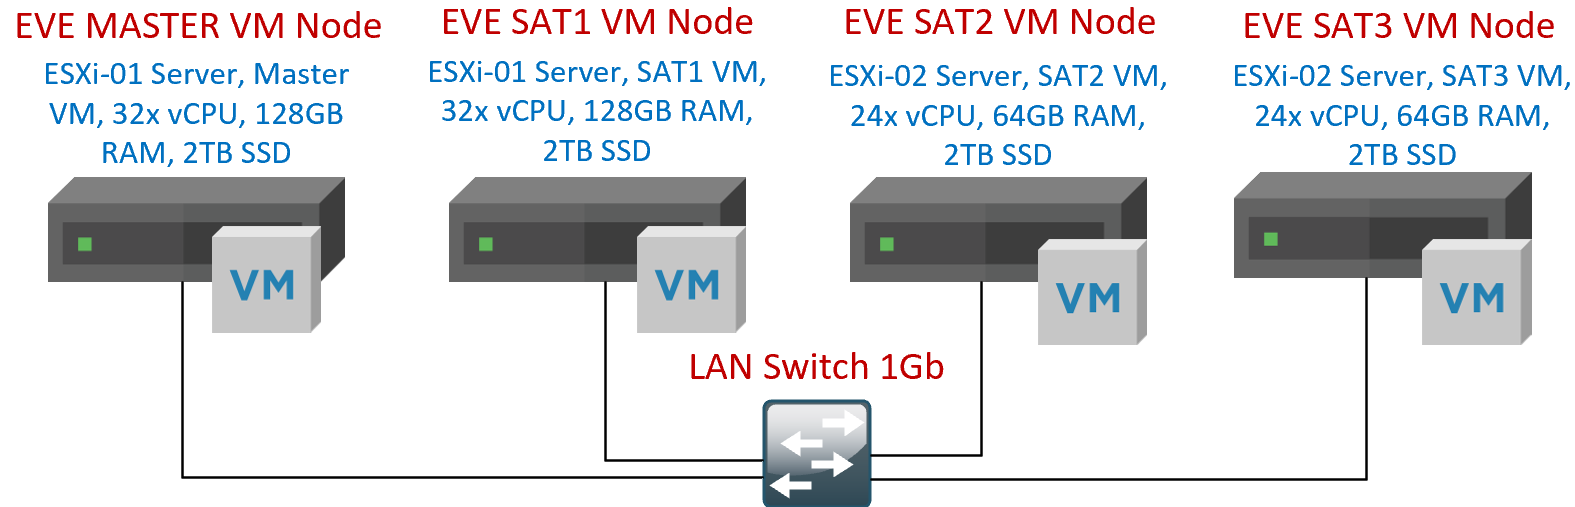 EVE MASTER VM Node
ESXi-01 Server, Master
VM, 32x vCPU, 128GB
RAM, 2TB SSD
VM
EVE SAT1 VM Node
ESXi-01 Server, SAT1 VM,
32x vCPU, 128GB RAM,
2TB SSD
VM
EVE SAT2 VM Node
ESXi-02 Server, SAT2 VM,
24x vCPU, 64GB RAM,
2TB SSD
VM
EVE SAT3 VM Node
ESXi-02 Server, SAT3 VM,
24x vCPU, 64GB RAM,
2TB SSD
VM
LAN Switch 1Gb